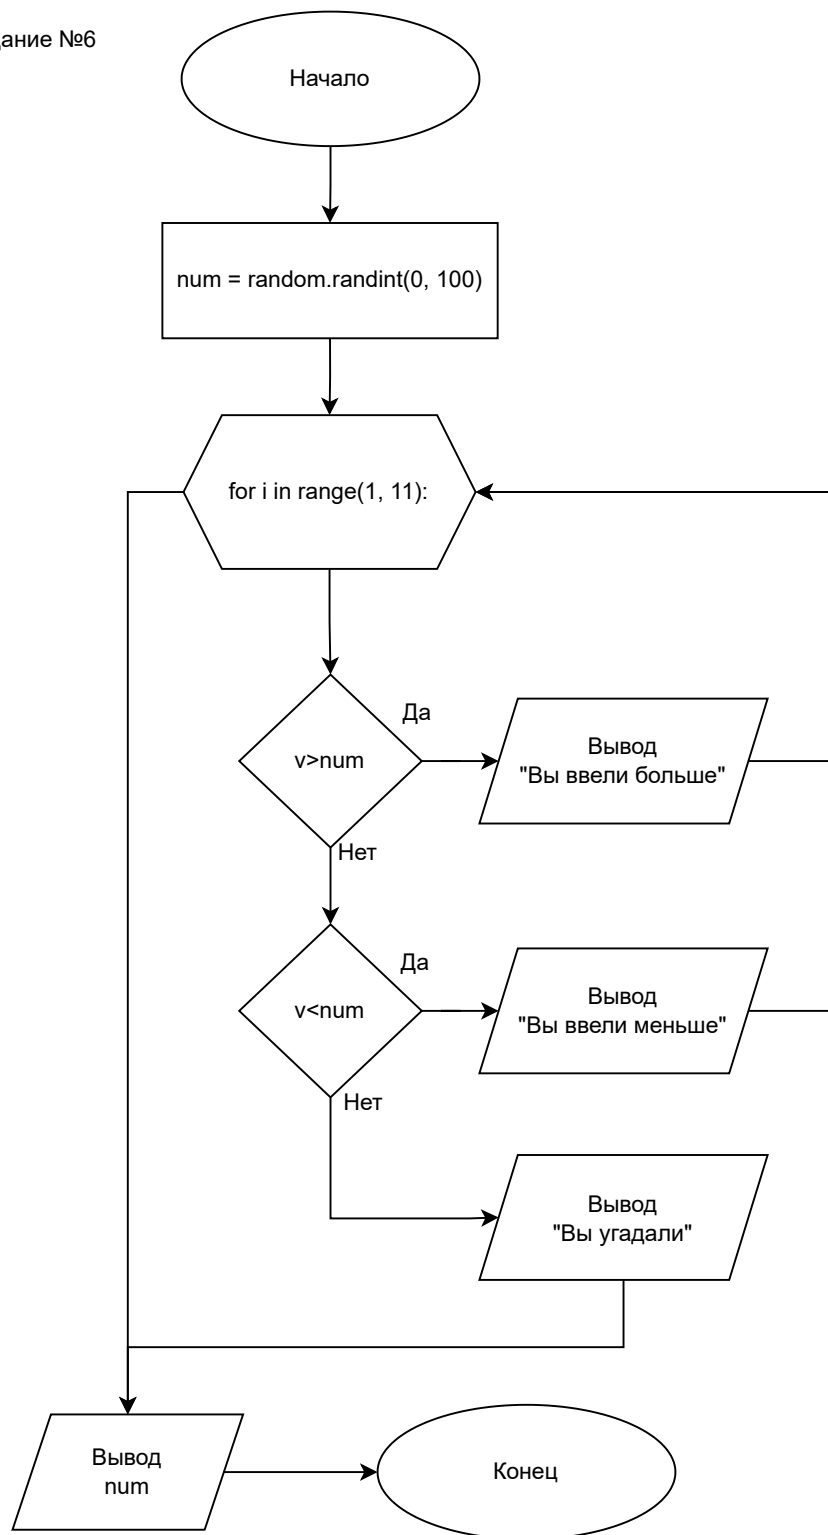 дание №6
Начало
num = random.randint(0, 100)
for i in range(1, 11):
Да
v>num
Вывод
"Вы ввели больше"
Нет
Да
v<num
Вывод
"Вы ввели меньше"
Нет
Вывод
"Вы угадали"
Вывод
num
Конец